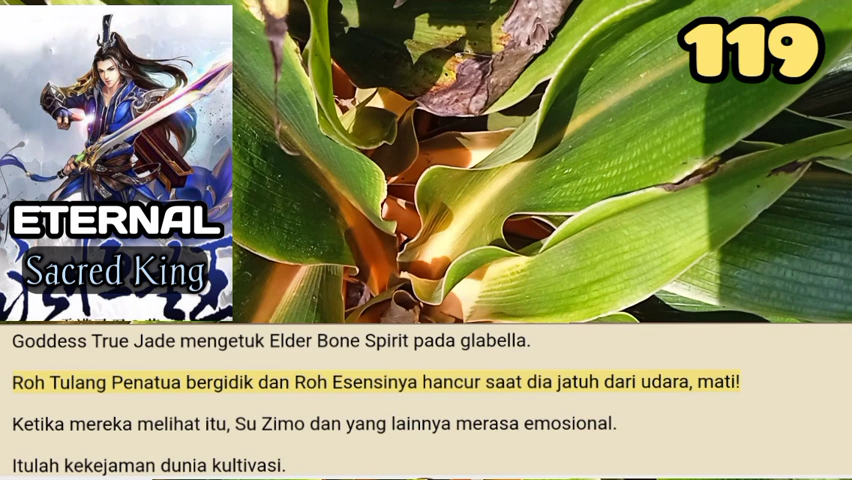 119
ETERNAL
Sacred King
Goddess True Jade mengetuk Elder Bone Spirit pada glabella.
Roh Tulang Penatua bergidik dan Roh Esensinya hancur saat dia jatuh dari udara, mati!
Ketika mereka melihat itu, Su Zimo dan yang lainnya merasa emosional.
Itulah kekejaman dunia kultivasi.